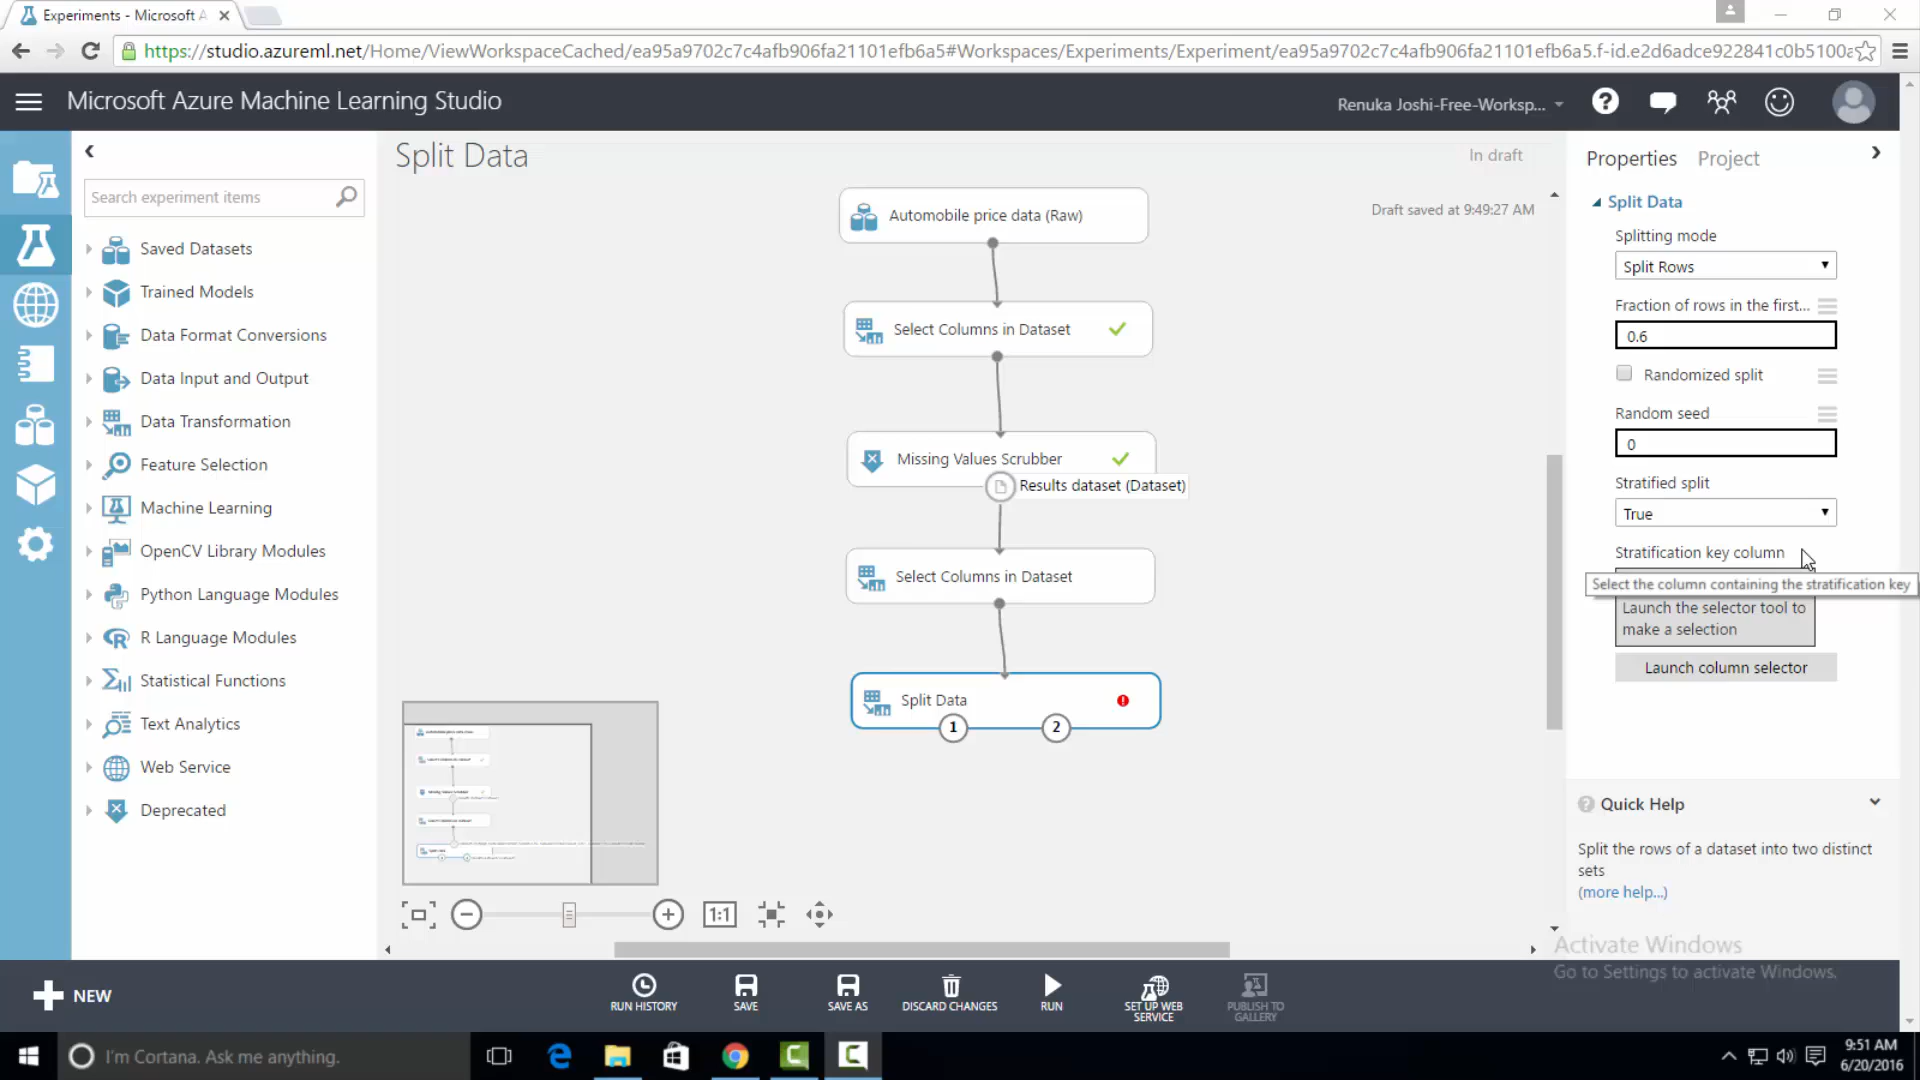 Experiments - Microsoft A
https://studio.azureml.net/Home/ViewWorkspaceCached/ea95a9702c7c4afb906fa21101efb6a5#Workspaces/Experiments/Experiment/ea95a9702c7c4afb906fa21101efb6a5.f-id.e2d6adce922841c0b5100a
Microsoft Azure Machine Learning Studio
Renuka Joshi-Free-Worksp...
Search experiment items
Saved Datasets
Trained Models
Data Format Conversions
Data Input and Output
Data Transformation
Feature Selection
Machine Learning
OpenCV Library Modules
Python Language Modules
R Language Modules
Statistical Functions
Text Analytics
Web Service
Deprecated
Split Data
In draft
Draft saved at 9:49:27 AM
Automobile price data (Raw)
Select Columns in Dataset
Missing Values Scrubber
Results dataset (Dataset)
Select Columns in Dataset
Split Data
1
2
1:1
Properties
Project
Split Data
Splitting mode
Split Rows
Fraction of rows in the first...
0.6
Randomized split
Random seed
0
Stratified split
True
Stratification key column
Select the column containing the stratification key
Launch the selector tool to
make a selection
Launch column selector
Quick Help
Split the rows of a dataset into two distinct
sets
(more help...)
Activate Windows
Go to Settings to activate Windows.
NEW
RUN HISTORY
SAVE
SAVE AS
DISCARD CHANGES
RUN
SET UP WEB
SERVICE
PUBLISH TO
GALLERY
I'm Cortana. Ask me anything.
9:51 AM
6/20/2016